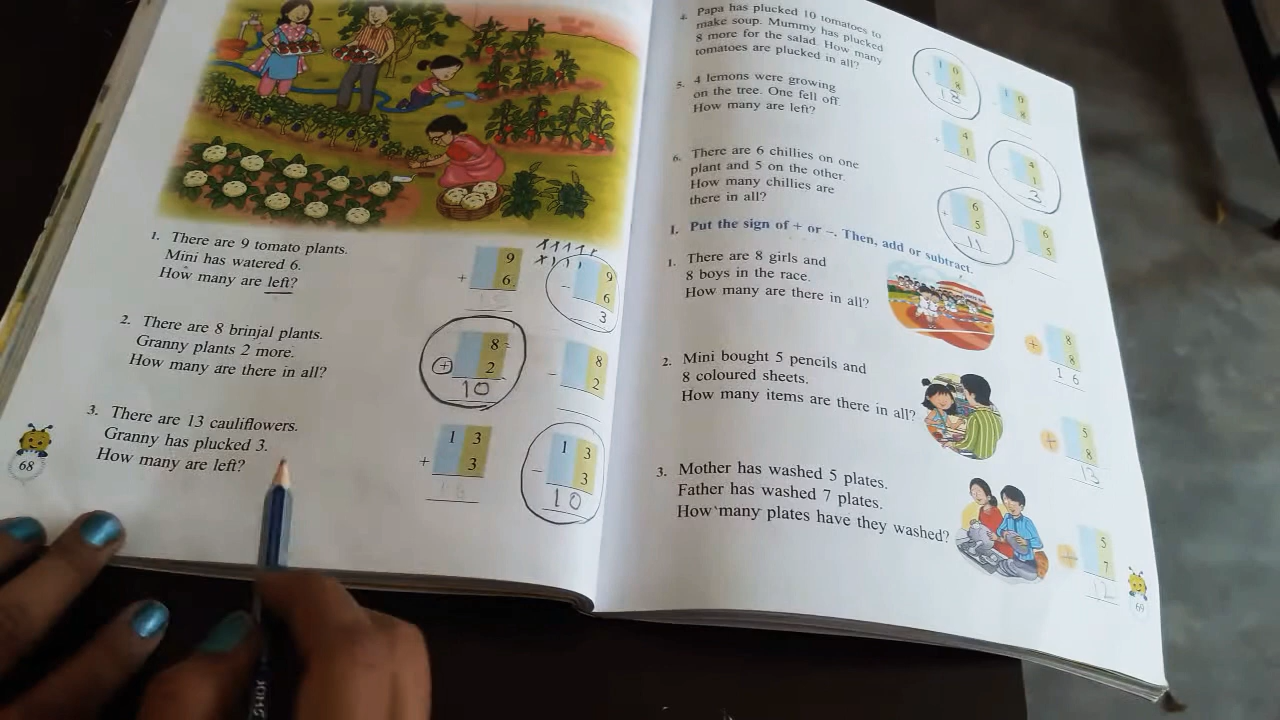 1. There are 9 tomato plants.
Mini has watered 6.
How many are left?
9
+ 6
9
- 6
3
2. There are 8 brinjal plants.
Granny plants 2 more.
How many are there in all?
8
+ 2
10
8
- 2
3. There are 13 cauliflowers.
Granny has plucked 3.
How many are left?
1 3
+ 3
1 3
- 3
10
68
4. Papa has plucked 10 tomatoes to
make soup. Mummy has plucked
8 more for the salad. How many
tomatoes are plucked in all?
1 0
+ 8
18
1 0
- 8
5. 4 lemons were growing
on the tree. One fell off.
How many are left?
4
+ 1
4
- 1
3
6. There are 6 chillies on one
plant and 5 on the other.
How many chillies are
there in all?
6
+ 5
11
6
- 5
I. Put the sign of + or –. Then, add or subtract.
1. There are 8 girls and
8 boys in the race.
How many are there in all?
8
+ 8
1 6
2. Mini bought 5 pencils and
8 coloured sheets.
How many items are there in all?
5
+ 8
13
3. Mother has washed 5 plates.
Father has washed 7 plates.
How many plates have they washed?
5
+ 7
12
69